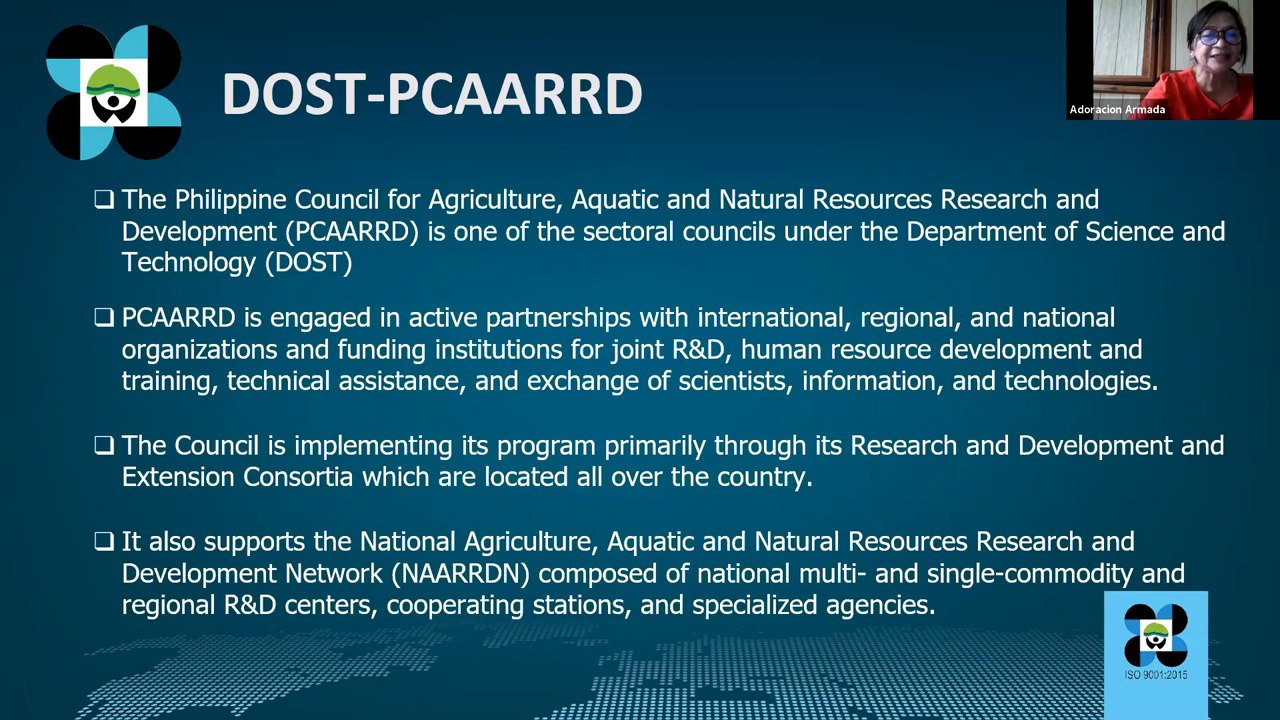 DOST-PCAARRD
Adoracion Armada
❑ The Philippine Council for Agriculture, Aquatic and Natural Resources Research and
Development (PCAARRD) is one of the sectoral councils under the Department of Science and
Technology (DOST)
❑ PCAARRD is engaged in active partnerships with international, regional, and national
organizations and funding institutions for joint R&D, human resource development and
training, technical assistance, and exchange of scientists, information, and technologies.
❑ The Council is implementing its program primarily through its Research and Development and
Extension Consortia which are located all over the country.
❑ It also supports the National Agriculture, Aquatic and Natural Resources Research and
Development Network (NAARRDN) composed of national multi- and single-commodity and
regional R&D centers, cooperating stations, and specialized agencies.
ISO 9001:2015